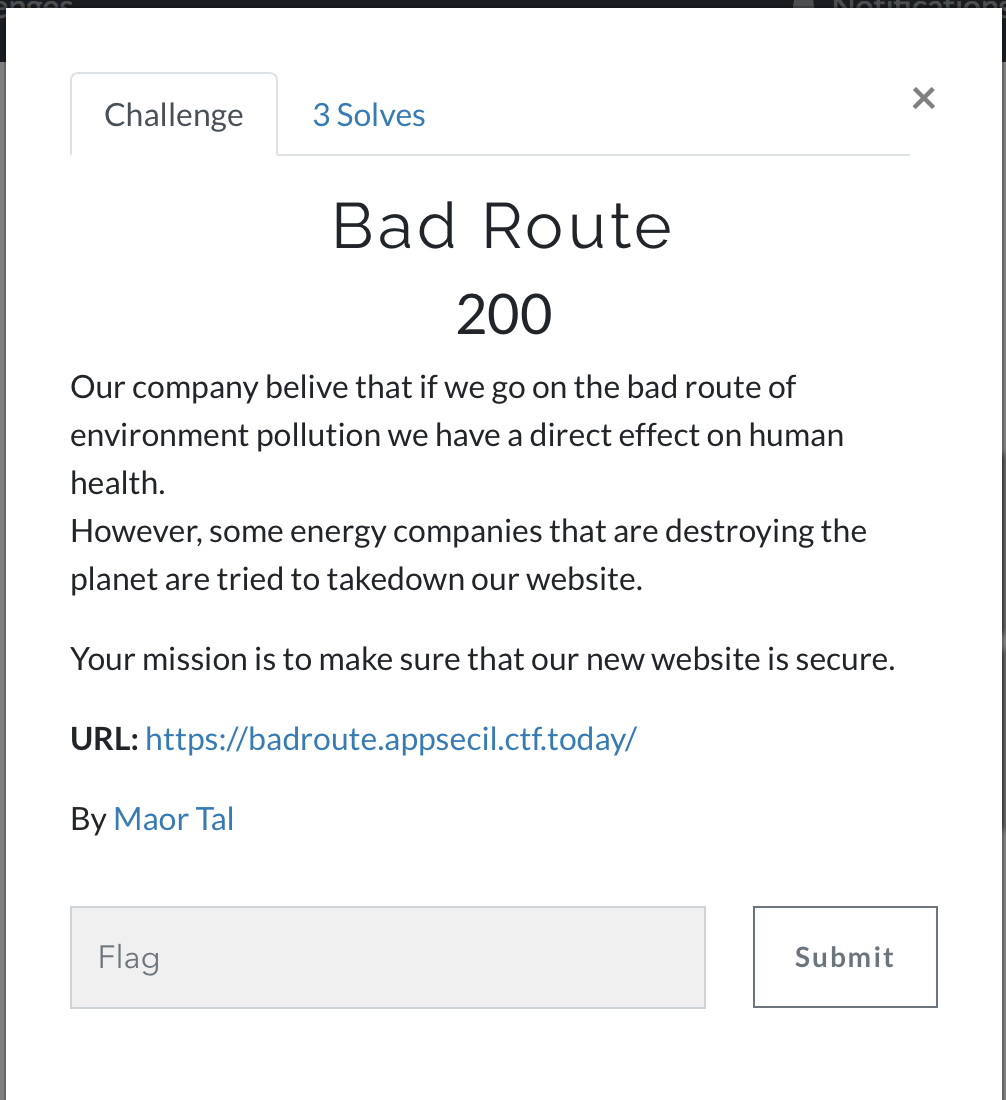 Challenge
3 Solves
×
Bad Route
200
Our company belive that if we go on the bad route of
environment pollution we have a direct effect on human
health.
However, some energy companies that are destroying the
planet are tried to takedown our website.
Your mission is to make sure that our new website is secure.
URL: https://badroute.appsecil.ctf.today/
By Maor Tal
Flag
Submit